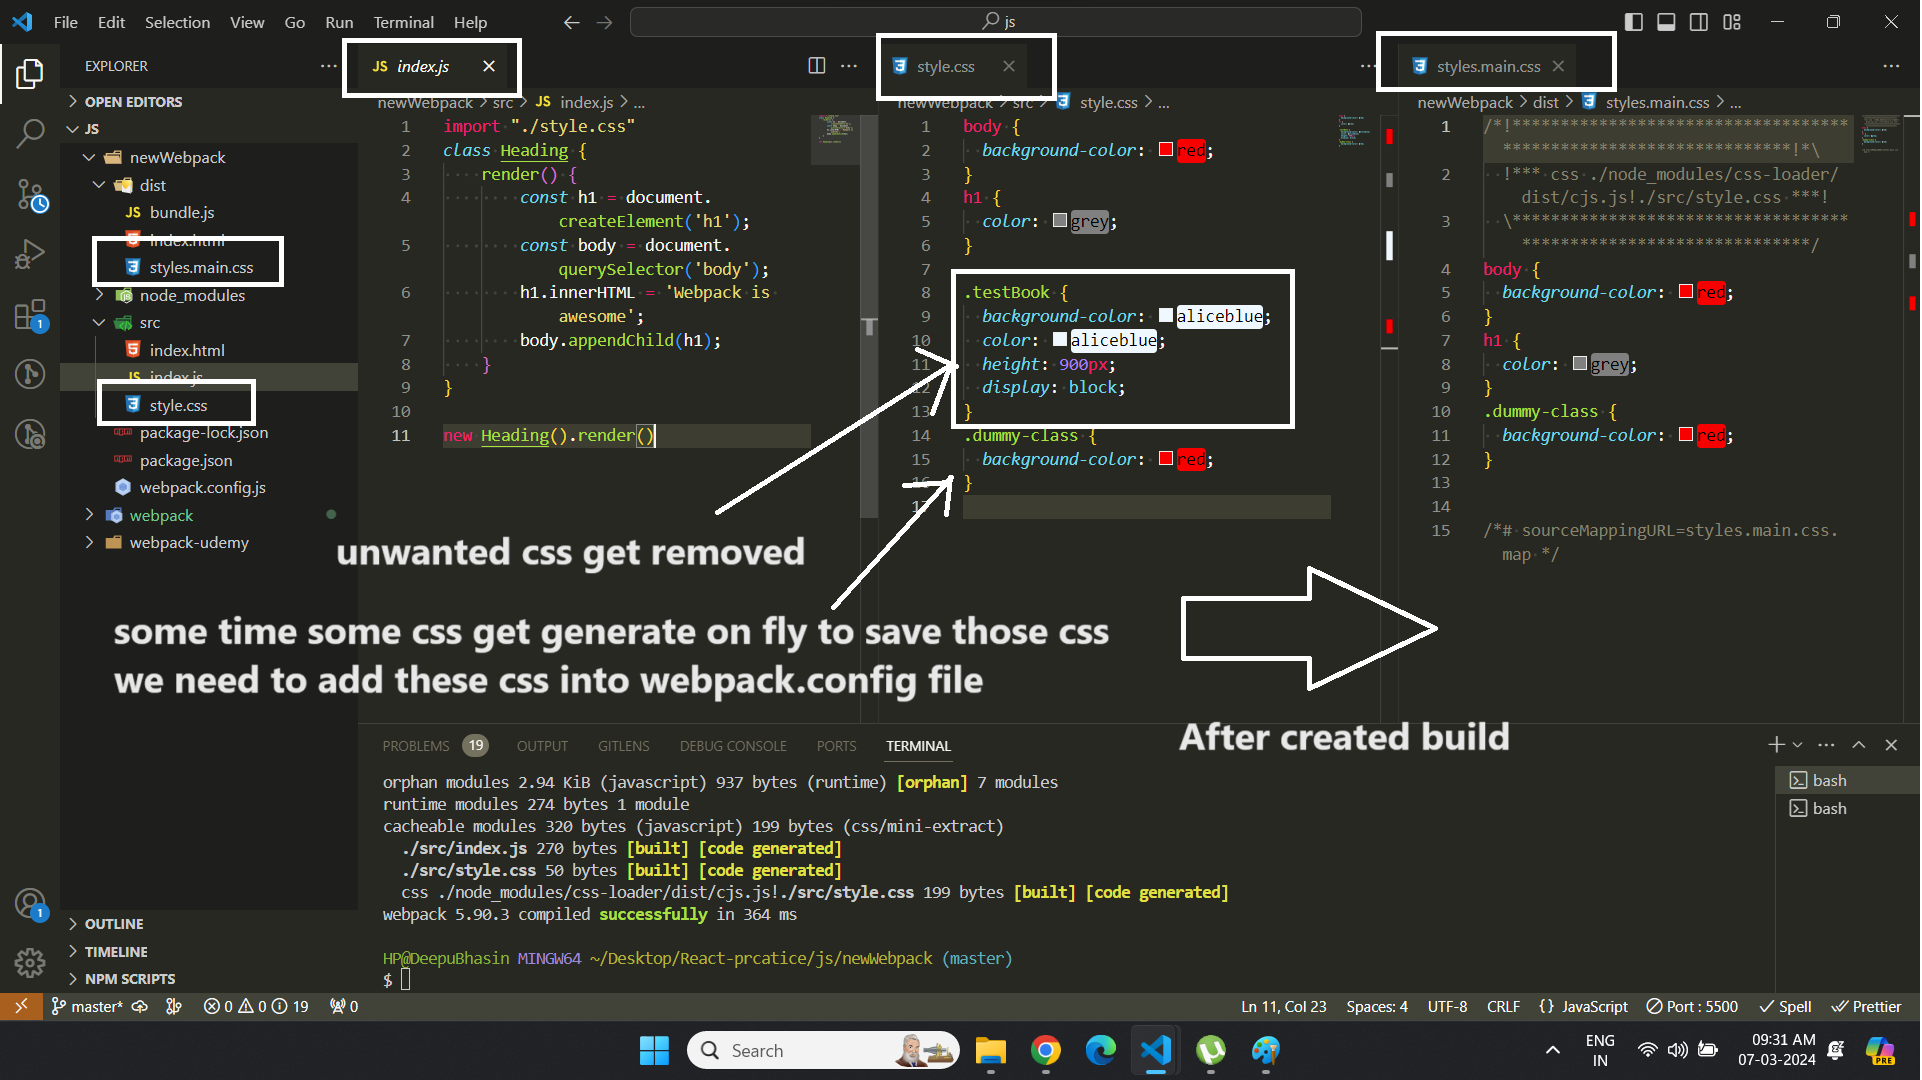 File Edit Selection View Go Run Terminal Help
js
EXPLORER
OPEN EDITORS
JS
newWebpack
dist
JS bundle.js
index.html
styles.main.css
node_modules
src
index.html
JS index.js
style.css
package-lock.json
package.json
webpack.config.js
webpack
webpack-udemy
OUTLINE
TIMELINE
NPM SCRIPTS
JS index.js
newWebpack > src > JS index.js > ...
1 import "./style.css"
2 class Heading {
3 render() {
4 const h1 = document.
createElement('h1');
5 const body = document.
querySelector('body');
6 h1.innerHTML = 'Webpack is
awesome';
7 body.appendChild(h1);
8 }
9 }
10
11 new Heading().render()
style.css
newWebpack > src > style.css > ...
1 body {
2 background-color: red;
3 }
4 h1 {
5 color: grey;
6 }
7
8 .testBook {
9 background-color: aliceblue;
10 color: aliceblue;
11 height: 900px;
12 display: block;
13 }
14 .dummy-class {
15 background-color: red;
16 }
17
styles.main.css
newWebpack > dist > styles.main.css > ...
1 /*!***********************************
*****************************!*\
2 !*** css ./node_modules/css-loader/
dist/cjs.js!./src/style.css ***!
3 \***********************************
******************************/
4 body {
5 background-color: red;
6 }
7 h1 {
8 color: grey;
9 }
10 .dummy-class {
11 background-color: red;
12 }
13
14
15 /*# sourceMappingURL=styles.main.css.
map */
unwanted css get removed
some time some css get generate on fly to save those css
we need to add these css into webpack.config file
After created build
PROBLEMS 19 OUTPUT GITLENS DEBUG CONSOLE PORTS TERMINAL
orphan modules 2.94 KiB (javascript) 937 bytes (runtime) [orphan] 7 modules
runtime modules 274 bytes 1 module
cacheable modules 320 bytes (javascript) 199 bytes (css/mini-extract)
./src/index.js 270 bytes [built] [code generated]
./src/style.css 50 bytes [built] [code generated]
css ./node_modules/css-loader/dist/cjs.js!./src/style.css 199 bytes [built] [code generated]
webpack 5.90.3 compiled successfully in 364 ms
HP@DeepuBhasin MINGW64 ~/Desktop/React-prcatice/js/newWebpack (master)
$
bash
bash
1
1
master* 0 0 19 0
Ln 11, Col 23 Spaces: 4 UTF-8 CRLF {} JavaScript Port : 5500 Spell Prettier
Search
ENG
IN
09:31 AM
07-03-2024
PRE